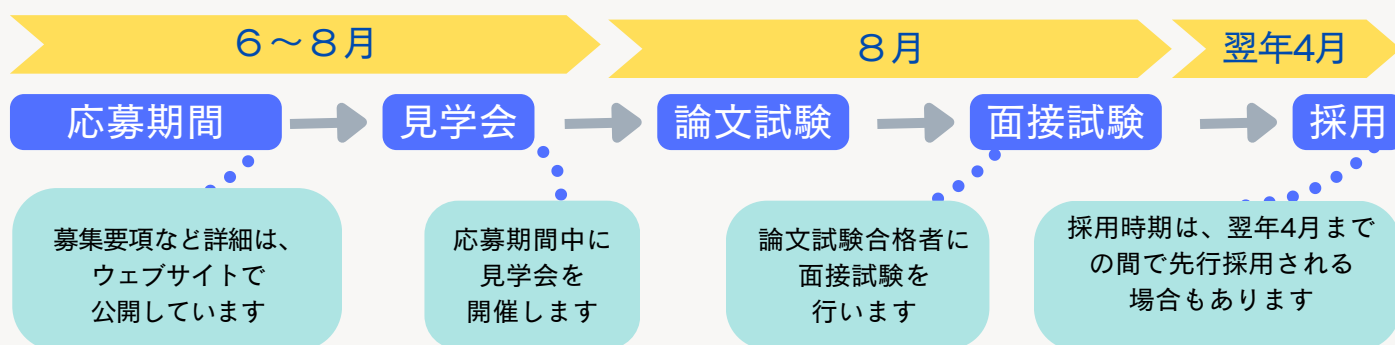 ６～８月
８月
翌年4月
応募期間
見学会
論文試験
面接試験
採用
募集要項など詳細は、
ウェブサイトで
公開しています
応募期間中に
見学会を
開催します
論文試験合格者に
面接試験を
行います
採用時期は、翌年4月まで
の間で先行採用される
場合もあります